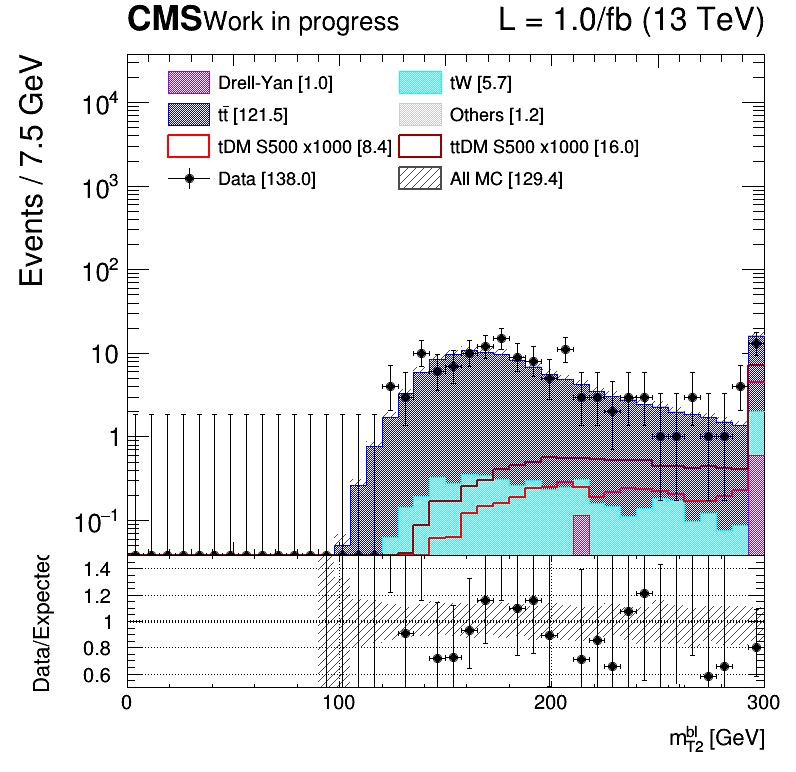 CMS Work in progress L = 1.0/fb (13 TeV)
Events / 7.5 GeV
Drell-Yan [1.0] tW [5.7]
tt̄ [121.5] Others [1.2]
tDM S500 x1000 [8.4] ttDM S500 x1000 [16.0]
Data [138.0] All MC [129.4]
10⁴
10³
10²
10
1
10⁻¹
Data/Expected
1.4
1.2
1
0.8
0.6
0 100 200 300
m_{T2}^{bl} [GeV]